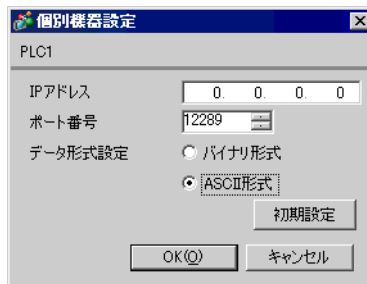 個別機器設定
PLC1
IPアドレス 0. 0. 0. 0
ポート番号 12289
データ形式設定 バイナリ形式
ASCII形式
初期設定
OK(O) キャンセル